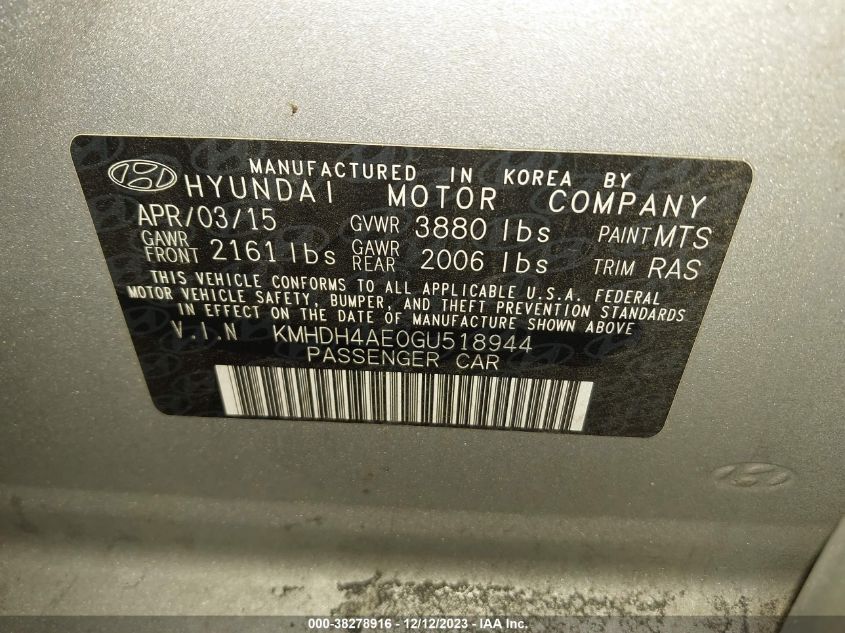 MANUFACTURED IN KOREA BY
HYUNDAI MOTOR COMPANY
APR/03/15 GVWR 3880 lbs PAINT MTS
GAWR FRONT 2161 lbs GAWR REAR 2006 lbs TRIM RAS
THIS VEHICLE CONFORMS TO ALL APPLICABLE U.S.A. FEDERAL
MOTOR VEHICLE SAFETY, BUMPER, AND THEFT PREVENTION STANDARDS
IN EFFECT ON THE DATE OF MANUFACTURE SHOWN ABOVE.
V.I.N KMHDH4AE0GU518944
PASSENGER CAR
000-38278916 - 12/12/2023 - IAA